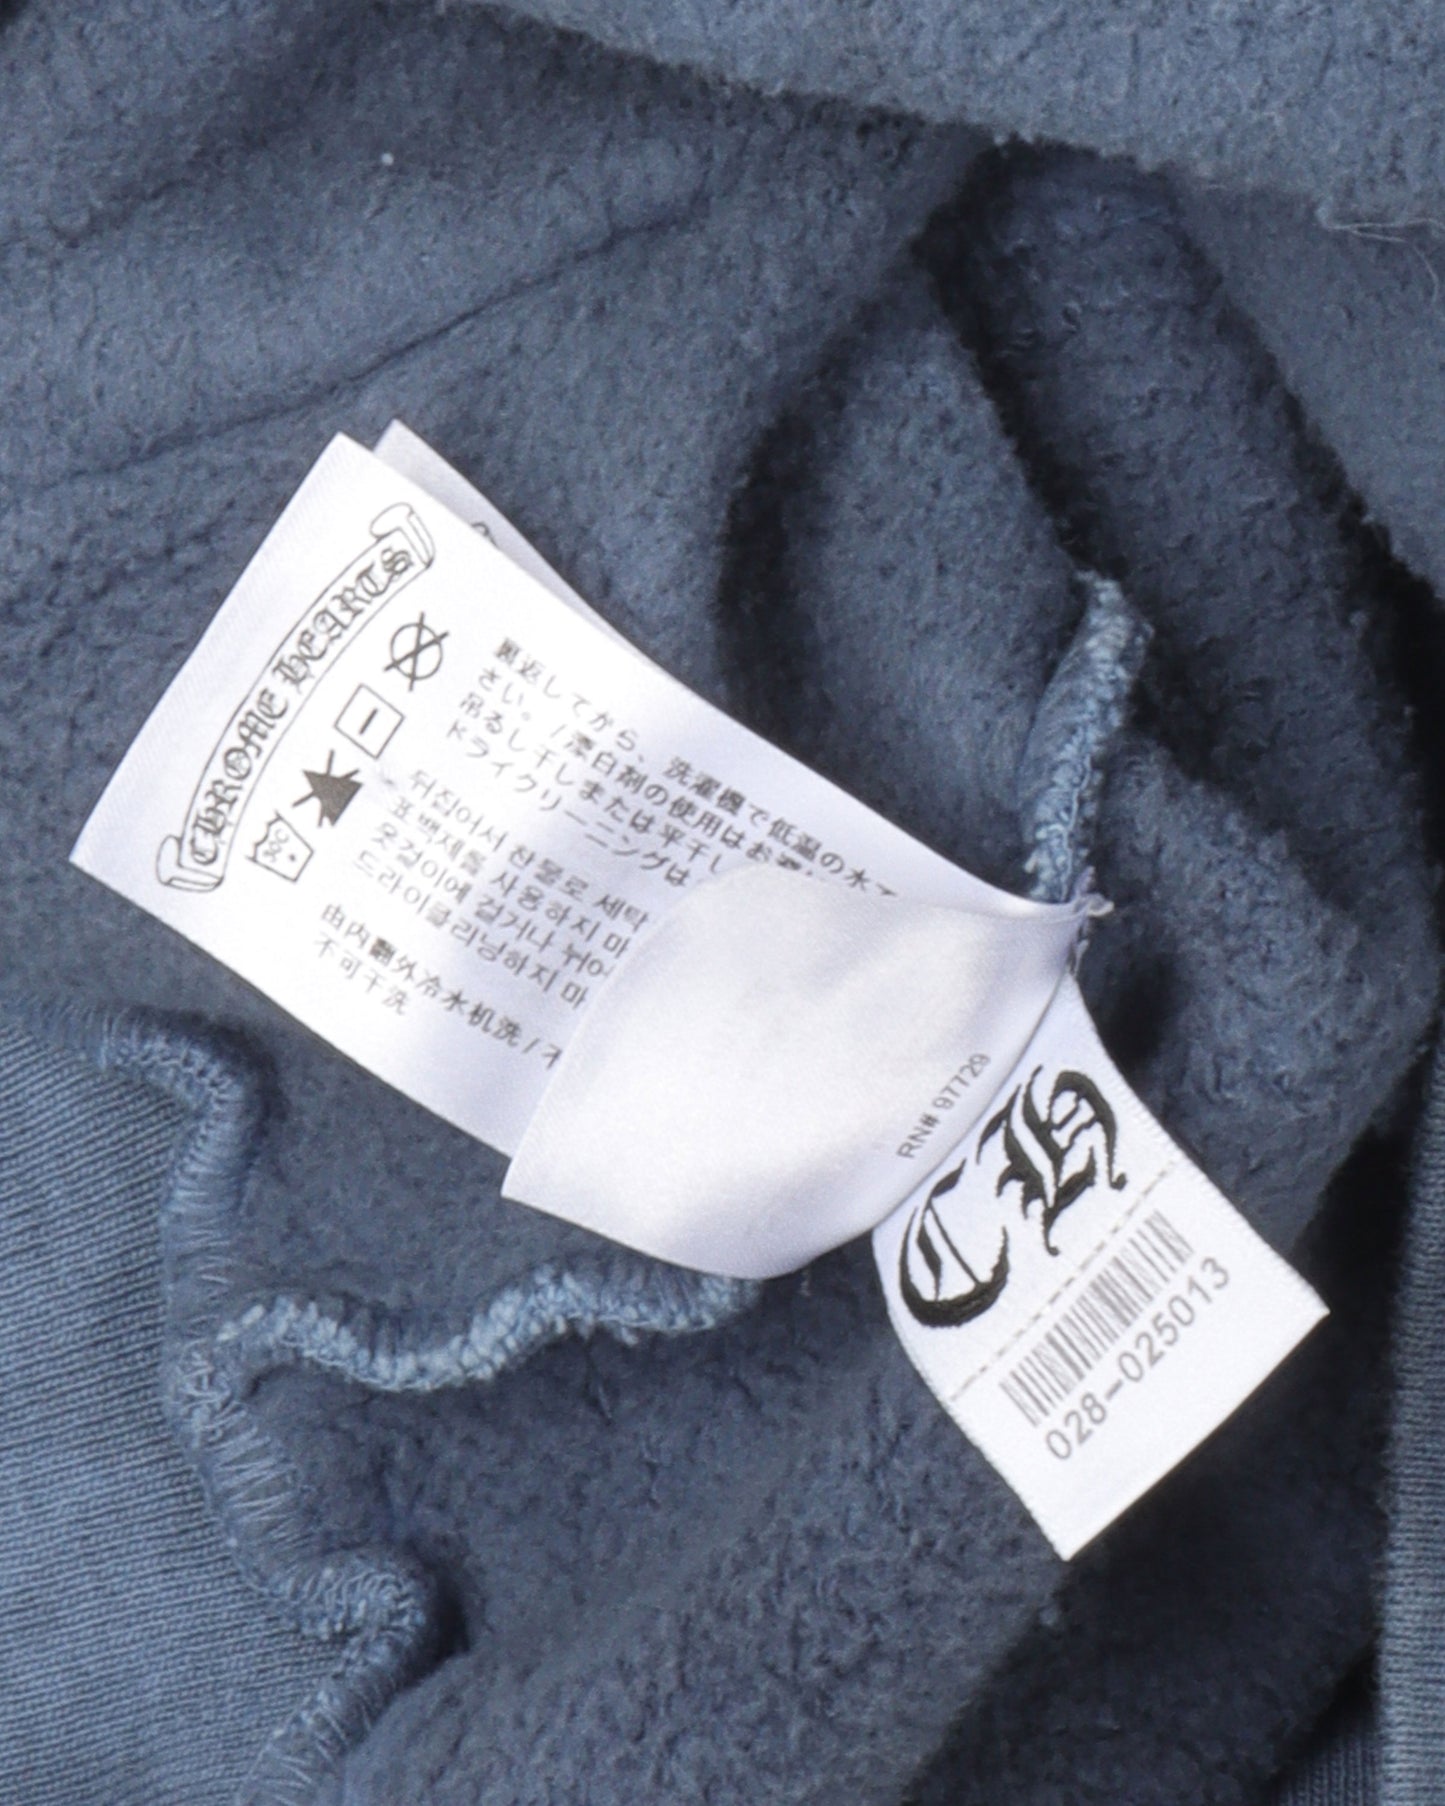 CHROME HEARTS
30C
裏返してから、洗濯機で低温の水
さい。/漂白剤の使用はお
吊るし干しまたは平干し
ドライクリーニングは
뒤집어서 찬물로 세탁
표백제를 사용하지 마
옷걸이에 걸거나 뉘어
드라이클리닝하지 마
由内翻外冷水机洗/不
不可干洗
RN# 97729
CH
028-025013